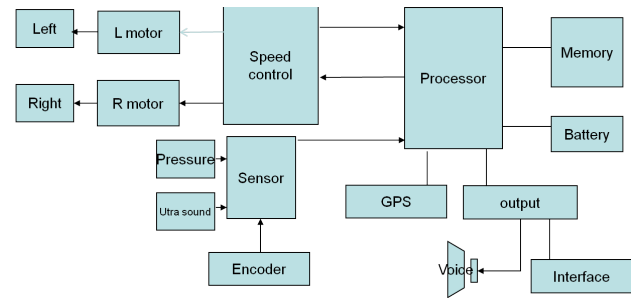 Left
L motor
Speed
control
Processor
Memory
Right
R motor
Battery
Pressure
Sensor
Utra sound
GPS
output
Encoder
Voice
Interface